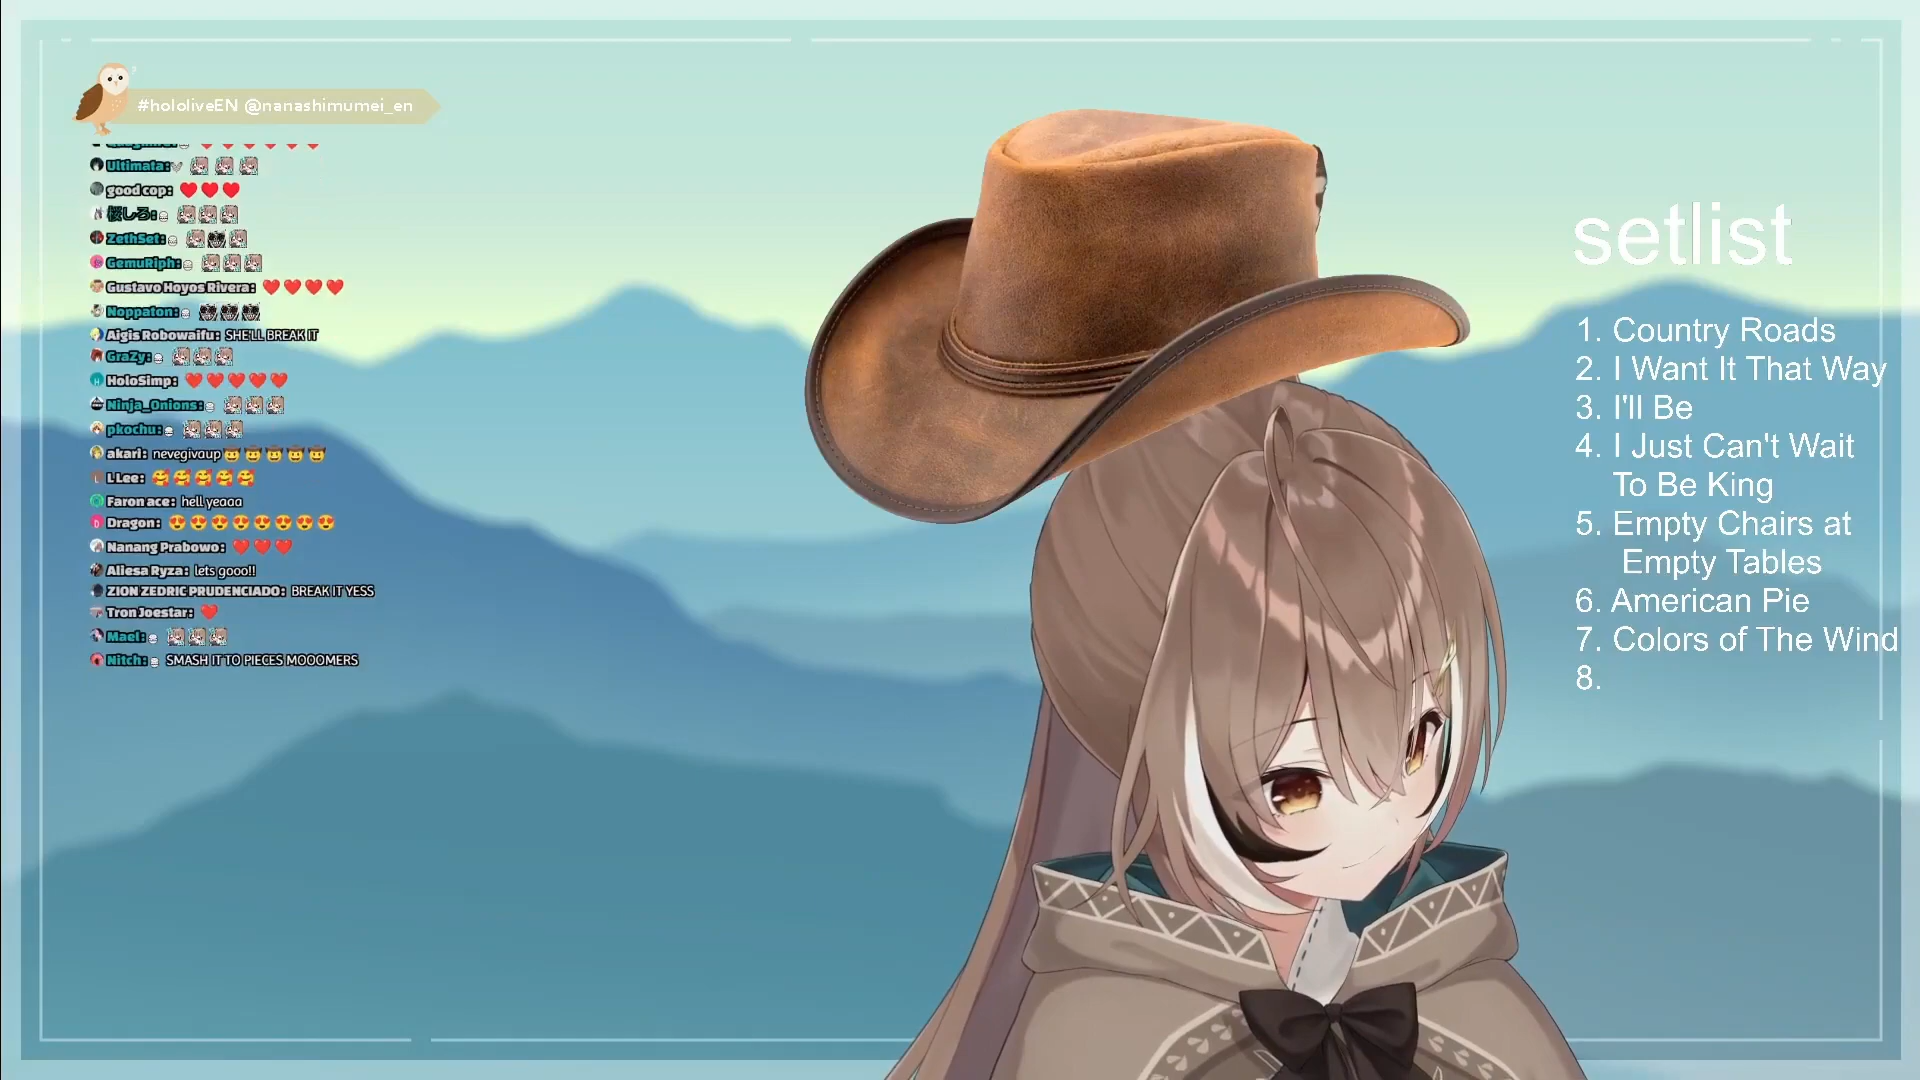 #hololiveEN @nanashimumei_en
Ultimata:
good cop:
桜しろ:
ZethSet:
GemuRiph:
Gustavo Hoyos Rivera:
Noppaton:
Aigis Robowaifu: SHE'LL BREAK IT
GraZy:
HoloSimp:
Ninja_Onions:
pkochu:
akari: nevegivaup
L Lee:
Faron ace: hell yeaaa
Dragon:
Nanang Prabowo:
Aliesa Ryza: lets gooo!!
ZION ZEDRIC PRUDENCIADO: BREAK IT YESS
Tron Joestar:
Mael:
Nitch: SMASH IT TO PIECES MOOOMERS
setlist
1. Country Roads
2. I Want It That Way
3. I'll Be
4. I Just Can't Wait
To Be King
5. Empty Chairs at
Empty Tables
6. American Pie
7. Colors of The Wind
8.